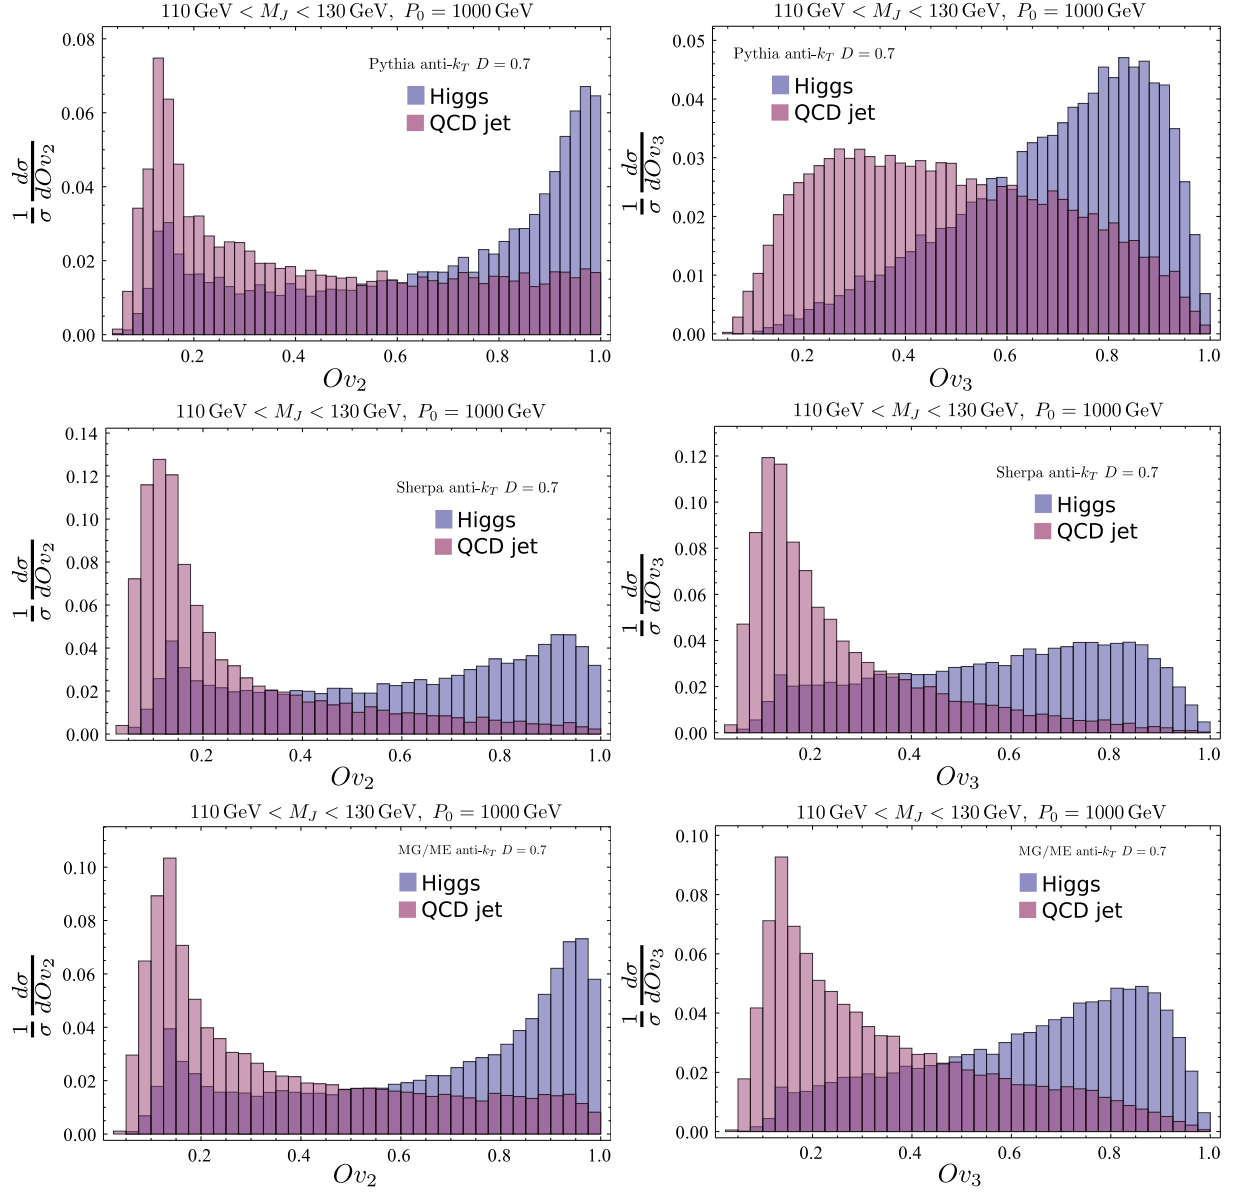 110 GeV < M_J < 130 GeV, P_0 = 1000 GeV
Pythia anti-k_T D = 0.7
Higgs
QCD jet
1/σ dσ/dOv_2
0.08
0.06
0.04
0.02
0.00
0.2 0.4 0.6 0.8 1.0
Ov_2
110 GeV < M_J < 130 GeV, P_0 = 1000 GeV
Pythia anti-k_T D = 0.7
Higgs
QCD jet
1/σ dσ/dOv_3
0.05
0.04
0.03
0.02
0.01
0.00
0.2 0.4 0.6 0.8 1.0
Ov_3
110 GeV < M_J < 130 GeV, P_0 = 1000 GeV
Sherpa anti-k_T D = 0.7
Higgs
QCD jet
1/σ dσ/dOv_2
0.14
0.12
0.10
0.08
0.06
0.04
0.02
0.00
0.2 0.4 0.6 0.8 1.0
Ov_2
110 GeV < M_J < 130 GeV, P_0 = 1000 GeV
Sherpa anti-k_T D = 0.7
Higgs
QCD jet
1/σ dσ/dOv_3
0.12
0.10
0.08
0.06
0.04
0.02
0.00
0.2 0.4 0.6 0.8 1.0
Ov_3
110 GeV < M_J < 130 GeV, P_0 = 1000 GeV
MG/ME anti-k_T D = 0.7
Higgs
QCD jet
1/σ dσ/dOv_2
0.10
0.08
0.06
0.04
0.02
0.00
0.2 0.4 0.6 0.8 1.0
Ov_2
110 GeV < M_J < 130 GeV, P_0 = 1000 GeV
MG/ME anti-k_T D = 0.7
Higgs
QCD jet
1/σ dσ/dOv_3
0.10
0.08
0.06
0.04
0.02
0.00
0.2 0.4 0.6 0.8 1.0
Ov_3